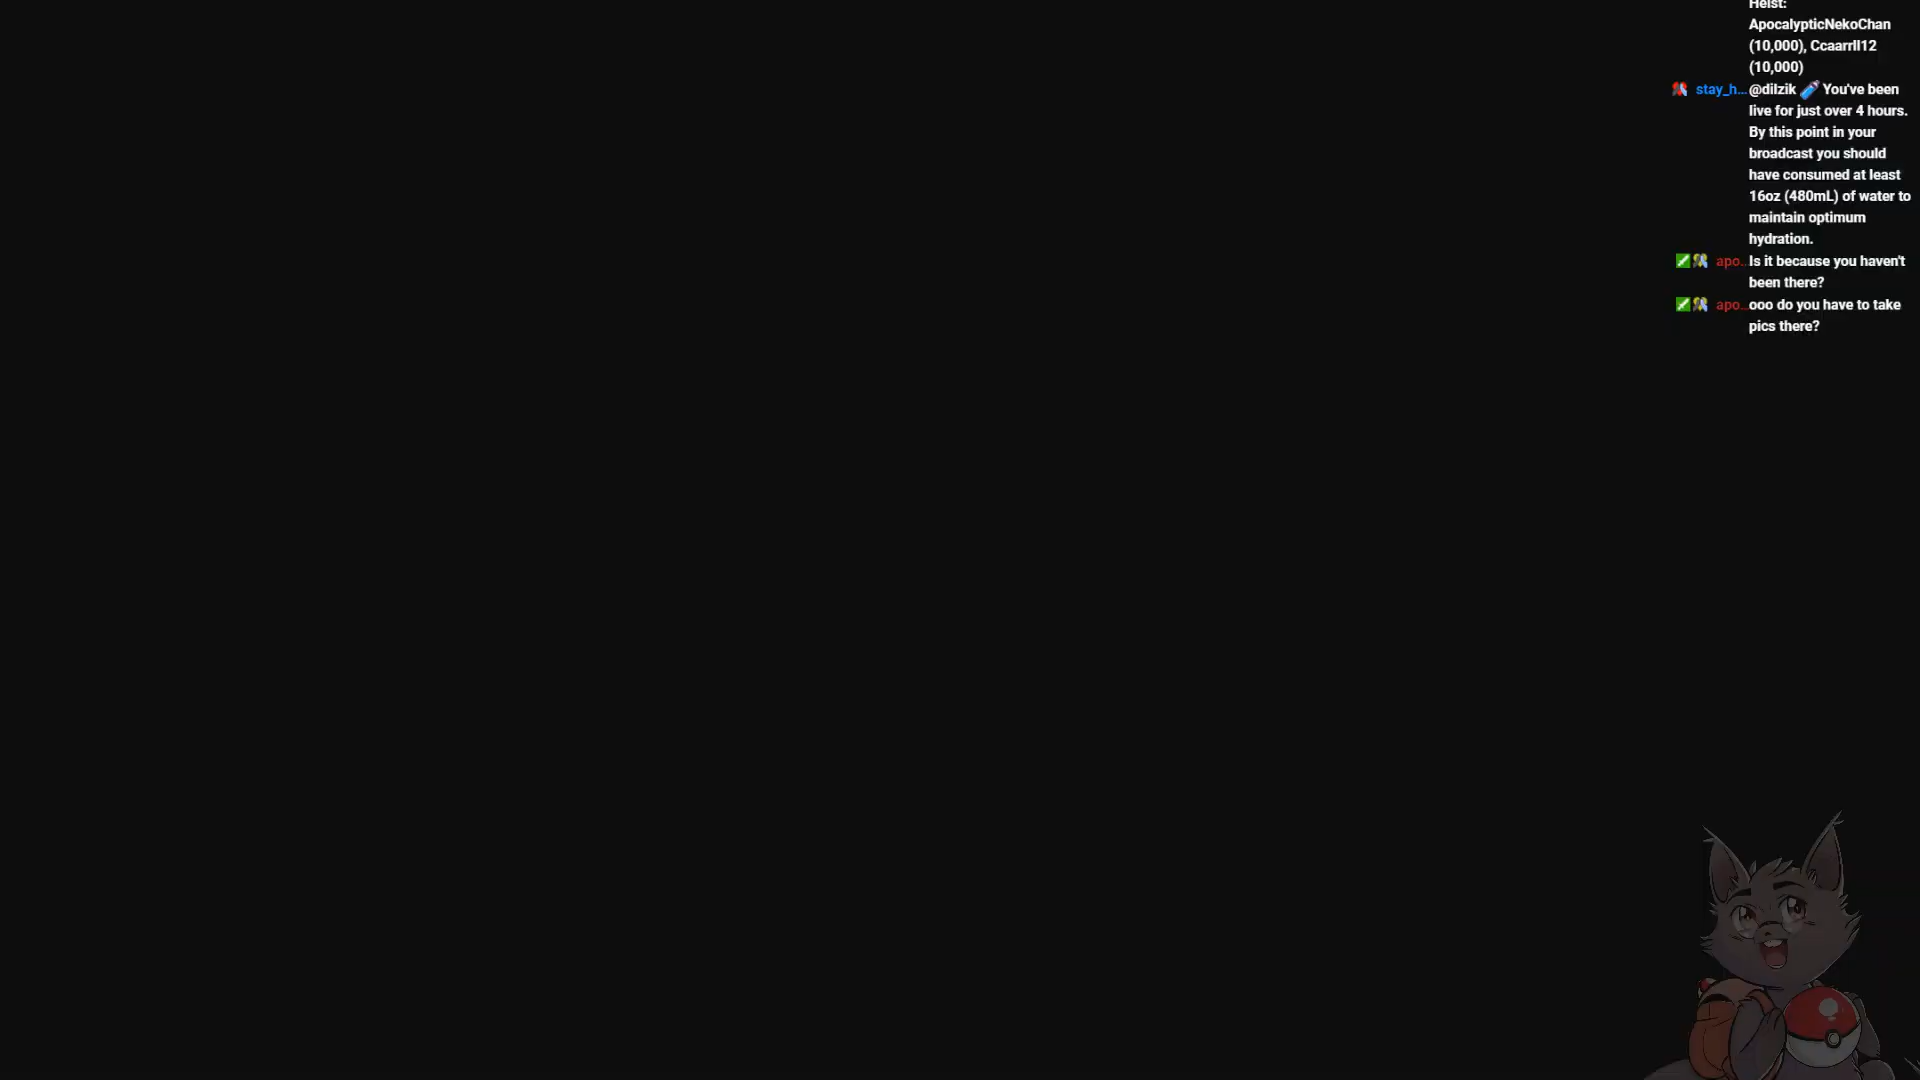 Heist:
ApocalypticNekoChan
(10,000), Ccaarrll12
(10,000)
stay_h... @dilzik You've been
live for just over 4 hours.
By this point in your
broadcast you should
have consumed at least
16oz (480mL) of water to
maintain optimum
hydration.
apo... Is it because you haven't
been there?
apo... ooo do you have to take
pics there?